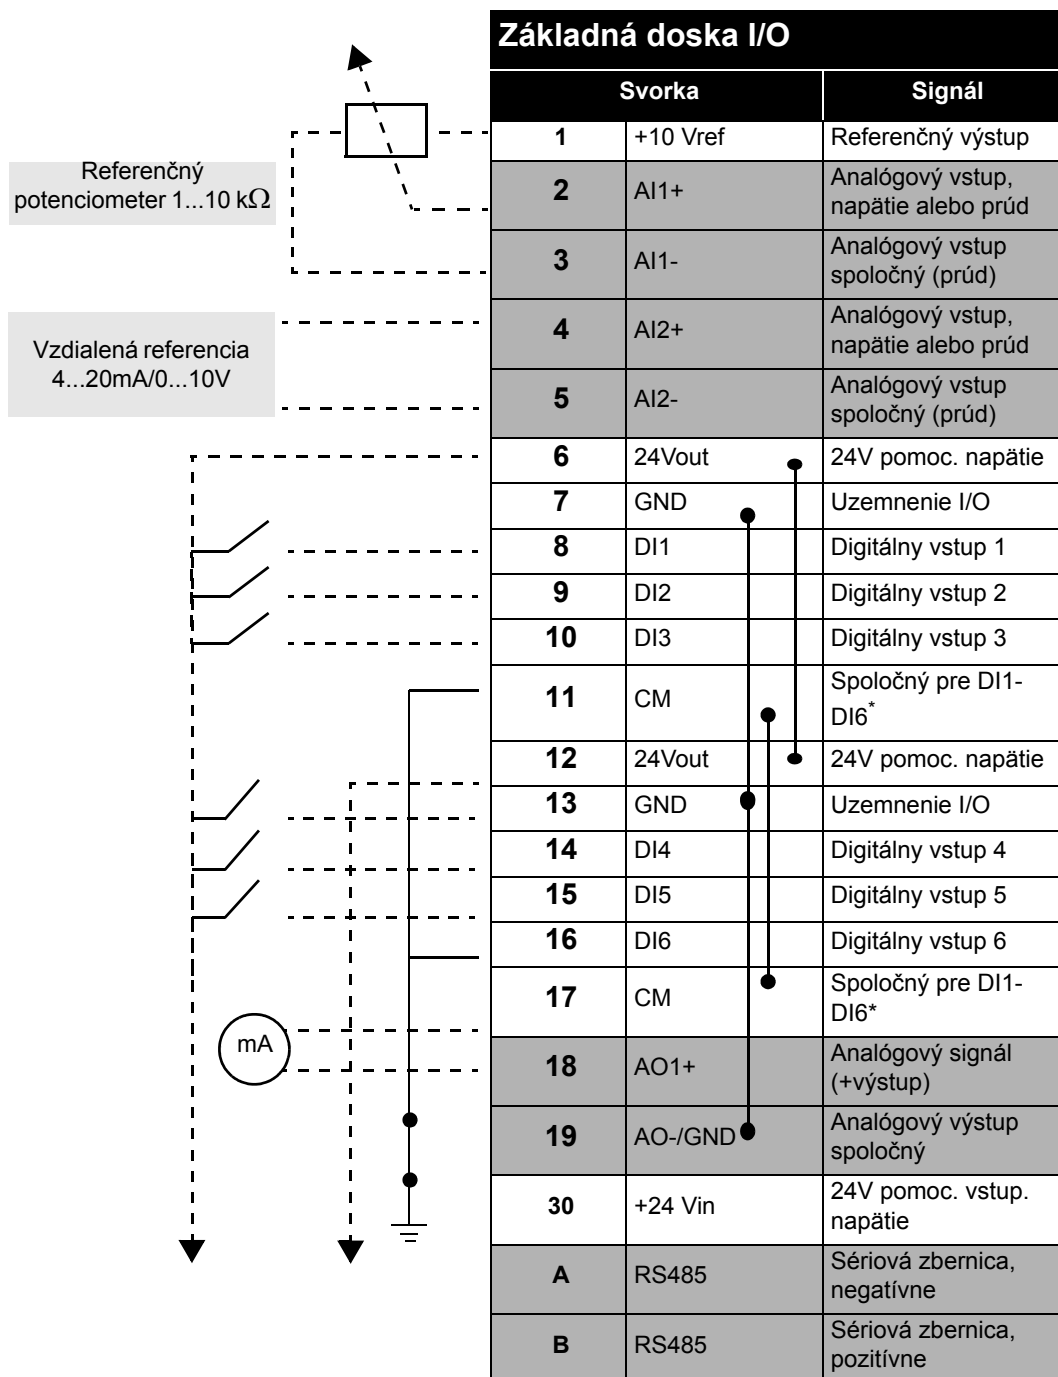 Základná doska I/O
Svorka Signál
1 +10 Vref Referenčný výstup
Referenčný
potenciometer 1...10 kΩ
2 AI1+ Analógový vstup,
napätie alebo prúd
3 AI1- Analógový vstup
spoločný (prúd)
Vzdialená referencia
4...20mA/0...10V
4 AI2+ Analógový vstup,
napätie alebo prúd
5 AI2- Analógový vstup
spoločný (prúd)
6 24Vout 24V pomoc. napätie
7 GND Uzemnenie I/O
8 DI1 Digitálny vstup 1
9 DI2 Digitálny vstup 2
10 DI3 Digitálny vstup 3
11 CM Spoločný pre DI1-
DI6*
12 24Vout 24V pomoc. napätie
13 GND Uzemnenie I/O
14 DI4 Digitálny vstup 4
15 DI5 Digitálny vstup 5
16 DI6 Digitálny vstup 6
17 CM Spoločný pre DI1-
DI6*
mA
18 AO1+ Analógový signál
(+výstup)
19 AO-/GND Analógový výstup
spoločný
30 +24 Vin 24V pomoc. vstup.
napätie
A RS485 Sériová zbernica,
negatívne
B RS485 Sériová zbernica,
pozitívne